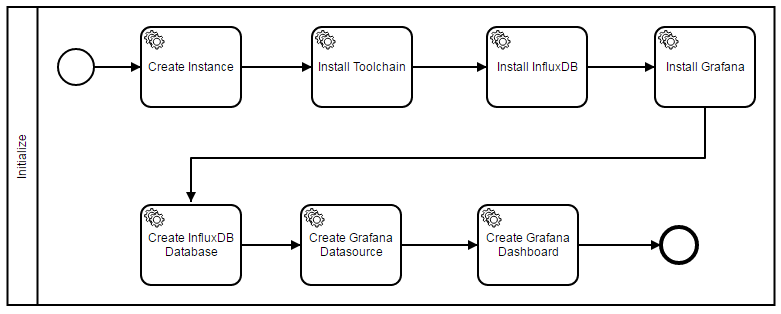 Initialize
Create Instance
Install Toolchain
Install InfluxDB
Install Grafana
Create InfluxDB
Database
Create Grafana
Datasource
Create Grafana
Dashboard